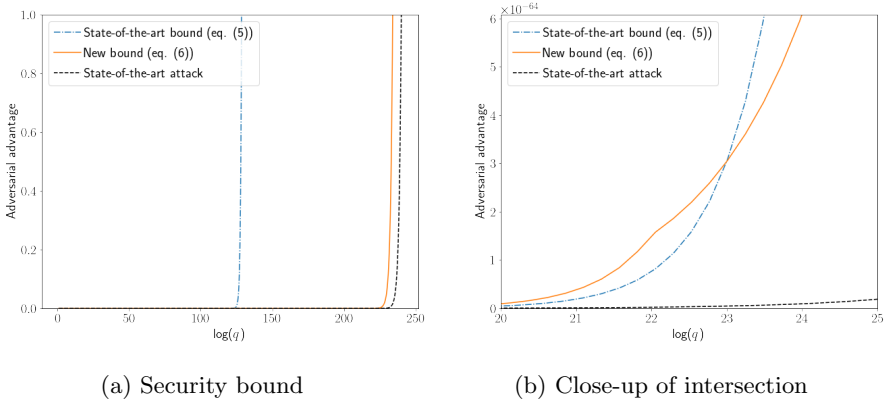 1.0
0.8
0.6
0.4
0.2
0.0
Adversarial advantage
State-of-the-art bound (eq. (5))
New bound (eq. (6))
State-of-the-art attack
0 50 100 150 200 250
log(q)
(a) Security bound
×10⁻⁶⁴
6
5
4
3
2
1
0
Adversarial advantage
State-of-the-art bound (eq. (5))
New bound (eq. (6))
State-of-the-art attack
20 21 22 23 24 25
log(q)
(b) Close-up of intersection